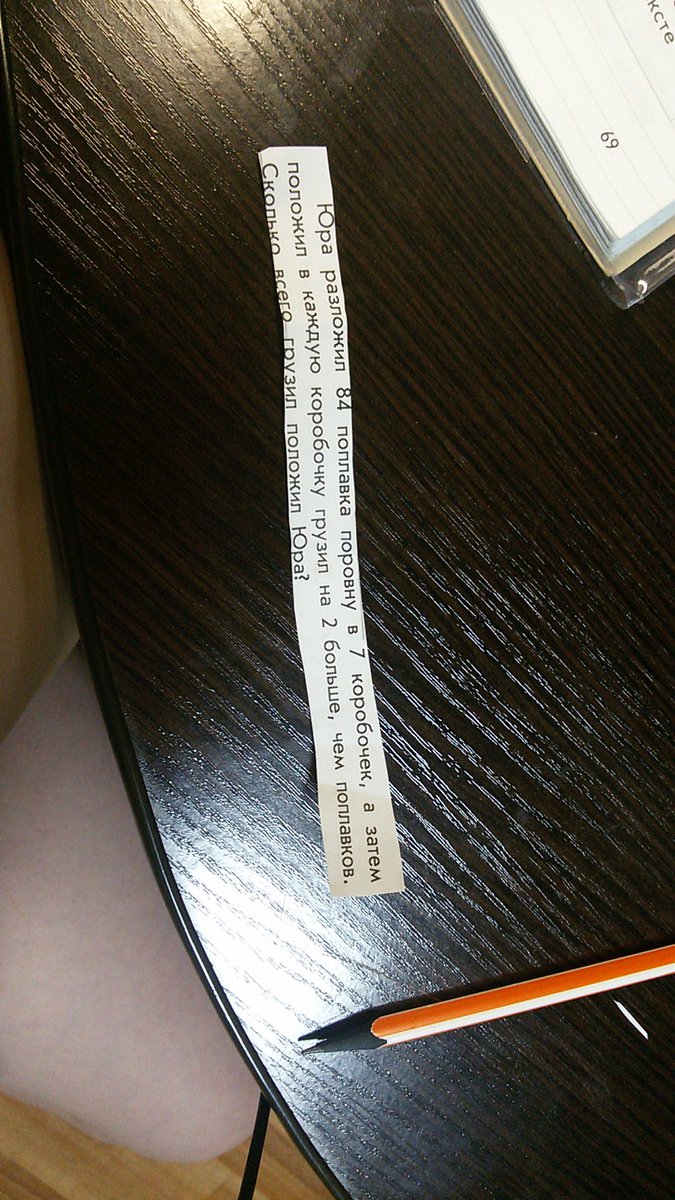 Юра разложил 84 поплавка поровну в 7 коробочек, а затем
положил в каждую коробочку грузил на 2 больше, чем поплавков.
Сколько всего грузил положил Юра?
ксте
69